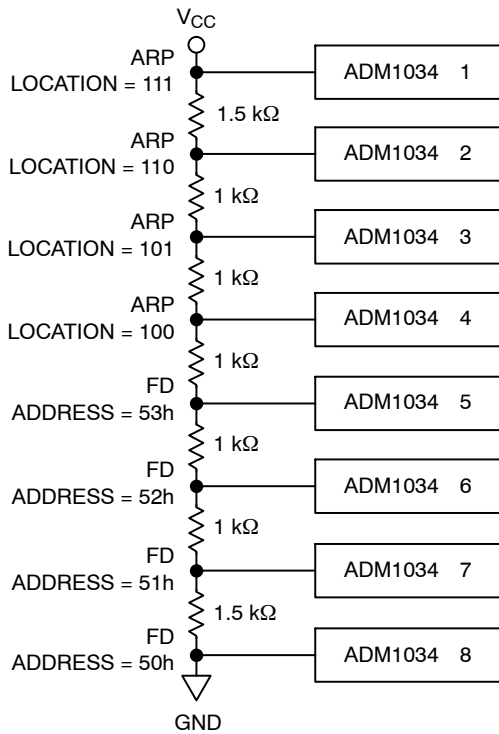 V_CC
ARP
LOCATION = 111
ADM1034 1
1.5 kΩ
ARP
LOCATION = 110
ADM1034 2
1 kΩ
ARP
LOCATION = 101
ADM1034 3
1 kΩ
ARP
LOCATION = 100
ADM1034 4
1 kΩ
FD
ADDRESS = 53h
ADM1034 5
1 kΩ
FD
ADDRESS = 52h
ADM1034 6
1 kΩ
FD
ADDRESS = 51h
ADM1034 7
1.5 kΩ
FD
ADDRESS = 50h
ADM1034 8
GND